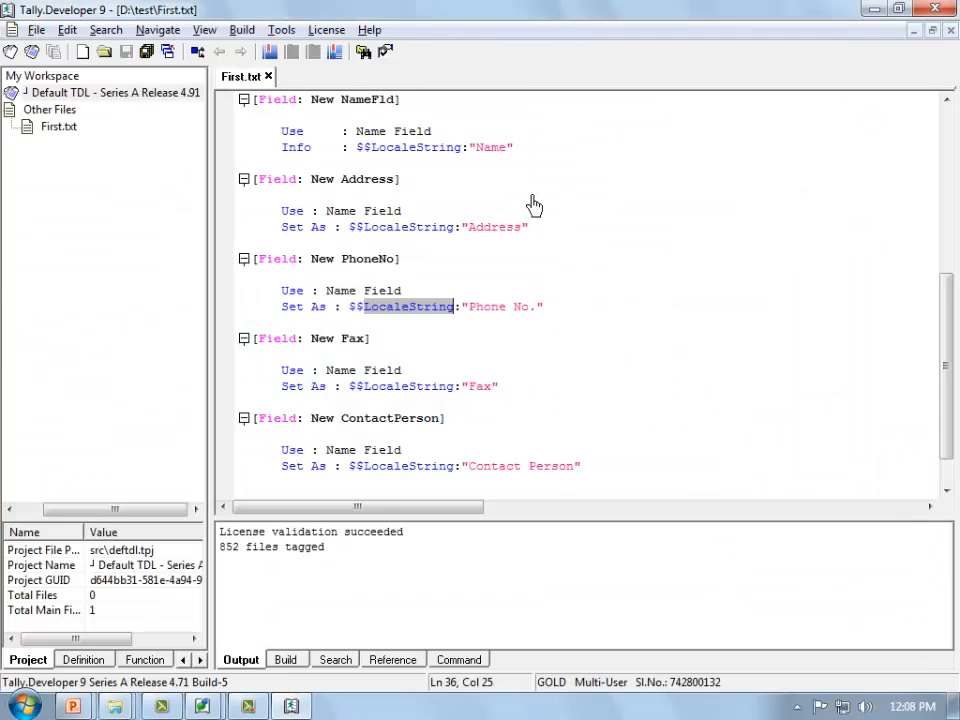 Tally.Developer 9 - [D:\test\First.txt]
File Edit Search Navigate View Build Tools License Help
My Workspace
Default TDL - Series A Release 4.91
Other Files
First.txt
First.txt
[Field: New NameFld]
Use : Name Field
Info : $$LocaleString:"Name"
[Field: New Address]
Use : Name Field
Set As : $$LocaleString:"Address"
[Field: New PhoneNo]
Use : Name Field
Set As : $$LocaleString:"Phone No."
[Field: New Fax]
Use : Name Field
Set As : $$LocaleString:"Fax"
[Field: New ContactPerson]
Use : Name Field
Set As : $$LocaleString:"Contact Person"
Name Value
Project File P... src\deftdl.tpj
Project Name Default TDL - Series A
Project GUID d644bb31-581e-4a94-9
Total Files 0
Total Main Fi... 1
Project Definition Function
License validation succeeded
852 files tagged
Output Build Search Reference Command
Tally.Developer 9 Series A Release 4.71 Build-5
Ln 36, Col 25
GOLD Multi-User Sl.No.: 742800132
12:08 PM